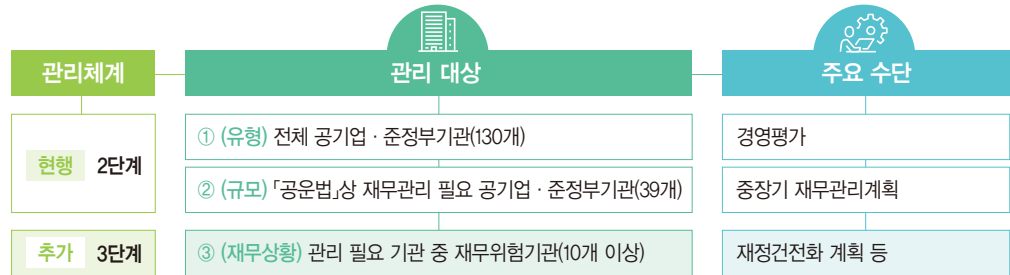 관리체계
관리 대상
주요 수단
현행 2단계
① (유형) 전체 공기업 · 준정부기관(130개)
경영평가
② (규모) 「공운법」상 재무관리 필요 공기업 · 준정부기관(39개)
중장기 재무관리계획
추가 3단계
③ (재무상황) 관리 필요 기관 중 재무위험기관(10개 이상)
재정건전화 계획 등